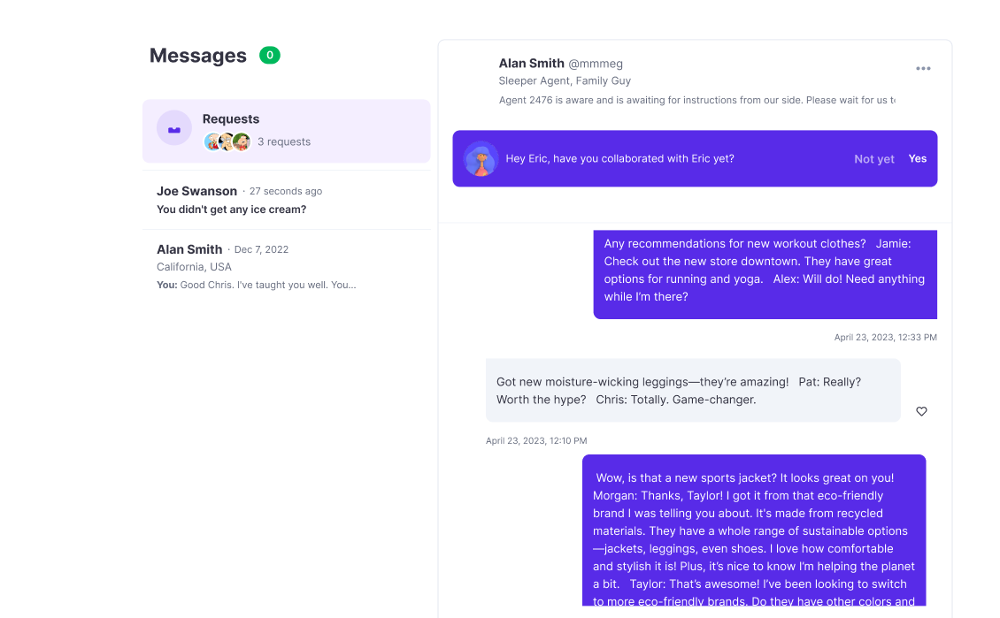 Messages 0
Requests
3 requests
Joe Swanson · 27 seconds ago
You didn't get any ice cream?
Alan Smith · Dec 7, 2022
California, USA
You: Good Chris. I've taught you well. You...
Alan Smith @mmmeg
Sleeper Agent, Family Guy
Agent 2476 is aware and is awaiting for instructions from our side. Please wait for us
Hey Eric, have you collaborated with Eric yet? Not yet Yes
Any recommendations for new workout clothes? Jamie:
Check out the new store downtown. They have great
options for running and yoga. Alex: Will do! Need anything
while I’m there?
April 23, 2023, 12:33 PM
Got new moisture-wicking leggings—they’re amazing! Pat: Really?
Worth the hype? Chris: Totally. Game-changer.
April 23, 2023, 12:10 PM
Wow, is that a new sports jacket? It looks great on you!
Morgan: Thanks, Taylor! I got it from that eco-friendly
brand I was telling you about. It's made from recycled
materials. They have a whole range of sustainable options
—jackets, leggings, even shoes. I love how comfortable
and stylish it is! Plus, it’s nice to know I’m helping the planet
a bit. Taylor: That’s awesome! I’ve been looking to switch
to more eco-friendly brands. Do they have other colors and